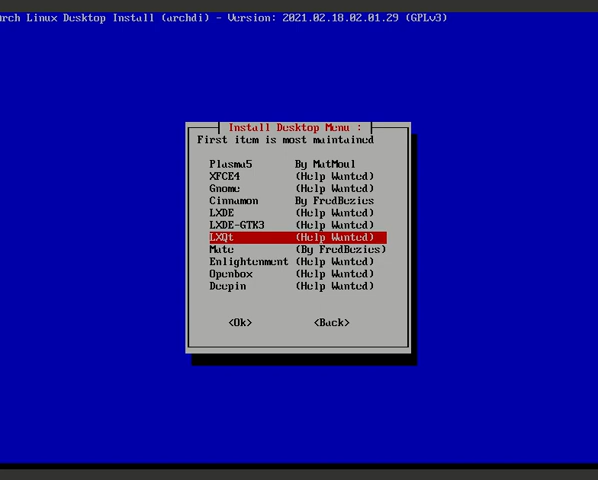 urch Linux Desktop Install (archdi) - Version: 2021.02.18.02.01.29 (GPLv3)
Install Desktop Menu :
First item is most maintained
Plasma5 By MatMoul
XFCE4 (Help Wanted)
Gnome (Help Wanted)
Cinnamon By FredBezies
LXDE (Help Wanted)
LXDE-GTK3 (Help Wanted)
LXQt (Help Wanted)
Mate (By FredBezies)
Enlightenment (Help Wanted)
Openbox (Help Wanted)
Deepin (Help Wanted)
<Ok> <Back>